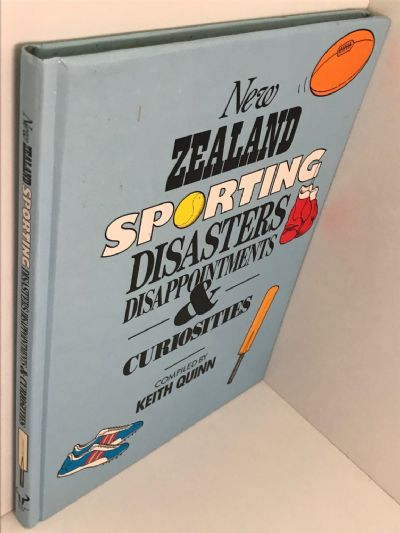 New
ZEALAND
SPORTING
DISASTERS
DISAPPOINTMENTS
&
CURIOSITIES
COMPILED BY
KEITH QUINN
New ZEALAND SPORTING DISASTERS DISAPPOINTMENTS & CURIOSITIES